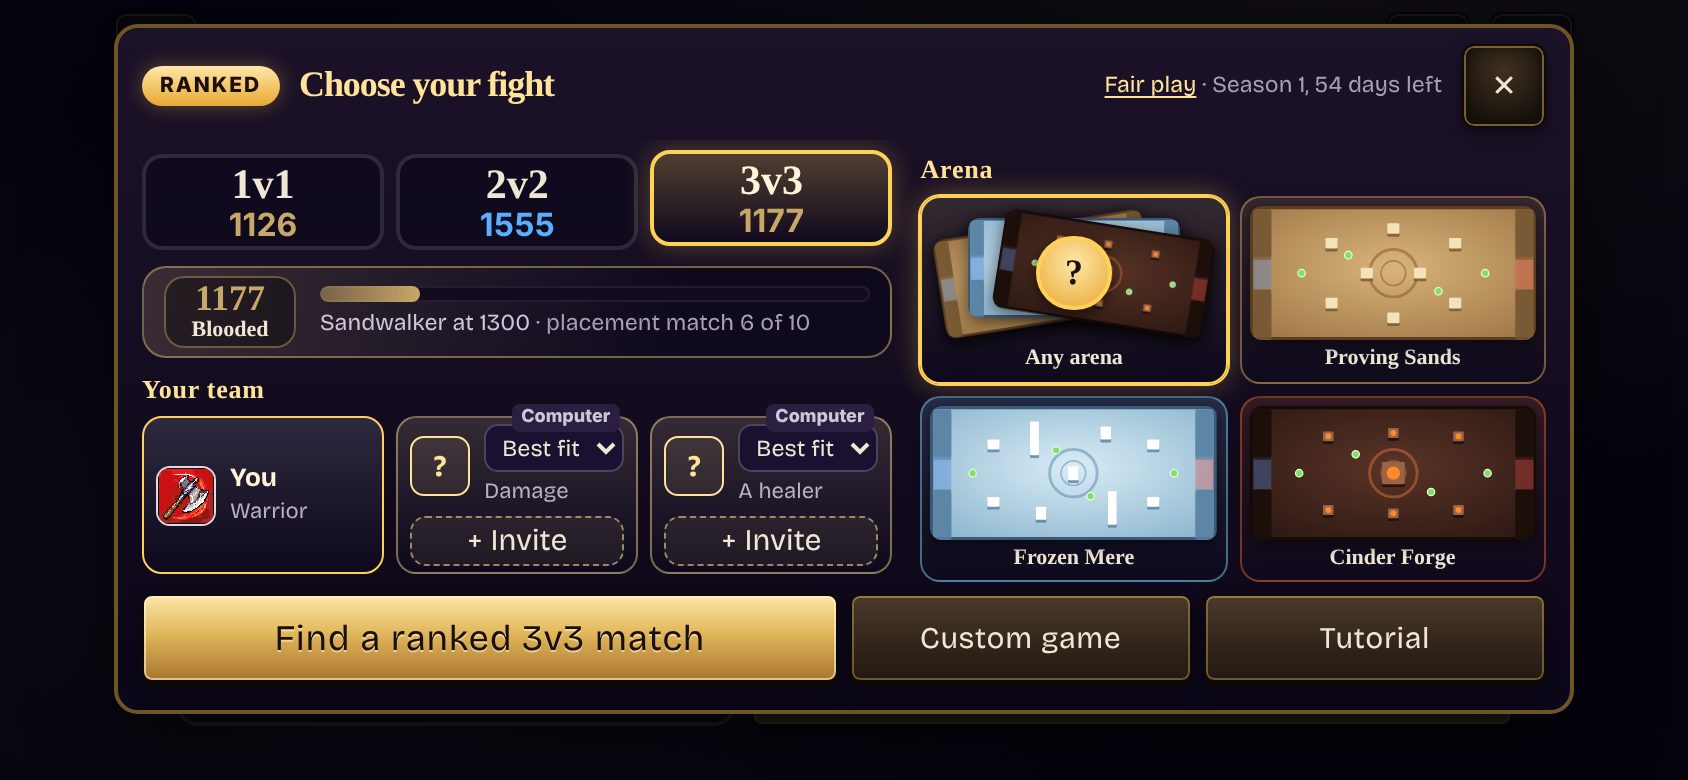 RANKED Choose your fight
Fair play · Season 1, 54 days left
×
1v1
1126
2v2
1555
3v3
1177
1177
Blooded
Sandwalker at 1300 · placement match 6 of 10
Your team
You
Warrior
Computer
?
Best fit
Damage
+ Invite
Computer
?
Best fit
A healer
+ Invite
Arena
?
Any arena
Proving Sands
Frozen Mere
Cinder Forge
Find a ranked 3v3 match
Custom game
Tutorial